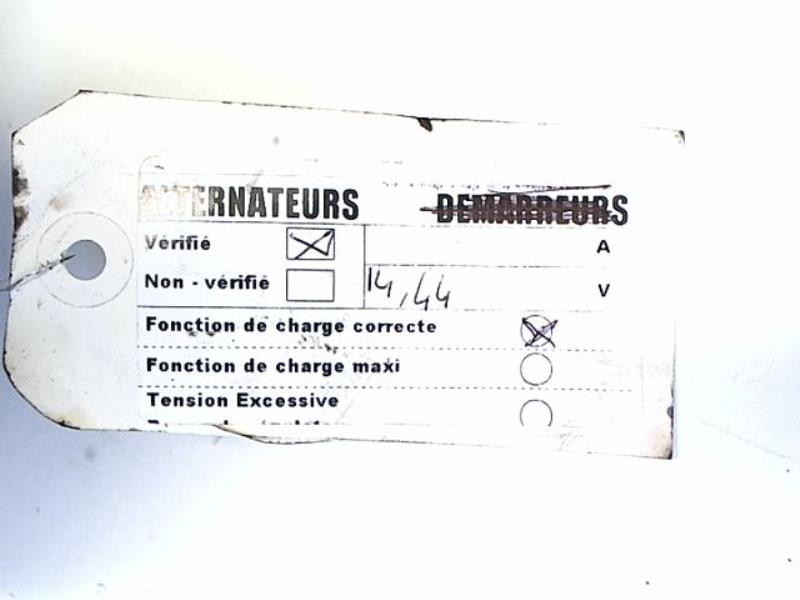 ALTERNATEURS DEMARREURS
Vérifié A
Non - vérifié 14,44 V
Fonction de charge correcte
Fonction de charge maxi
Tension Excessive